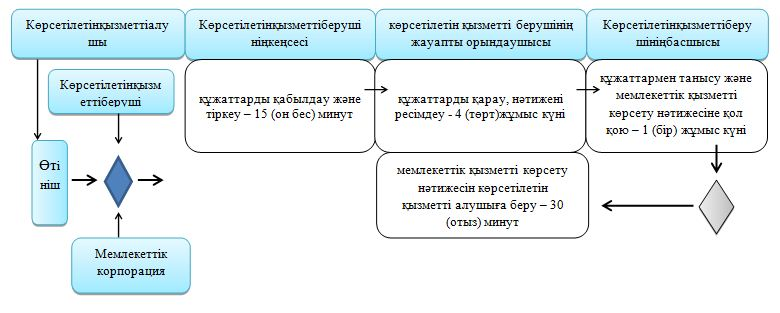 Көрсетілетінқызметтіалу
шы
Көрсетілетінқызметтіберуші
ніңкеңсесі
көрсетілетін қызметті берушінің
жауапты орындаушысы
Көрсетілетінқызметтіберу
шініңбасшысы
Көрсетілетінқызм
еттіберуші
құжаттарды қабылдау және
тіркеу – 15 (он бес) минут
құжаттарды қарау, нәтижені
ресімдеу - 4 (төрт)жұмыс күні
құжаттармен танысу және
мемлекеттік қызметті
көрсету нәтижесіне қол
қою – 1 (бір) жұмыс күні
Өті
ніш
мемлекеттік қызметті көрсету
нәтижесін көрсетілетін
қызметті алушыға беру – 30
(отыз) минут
Мемлекеттік
корпорация